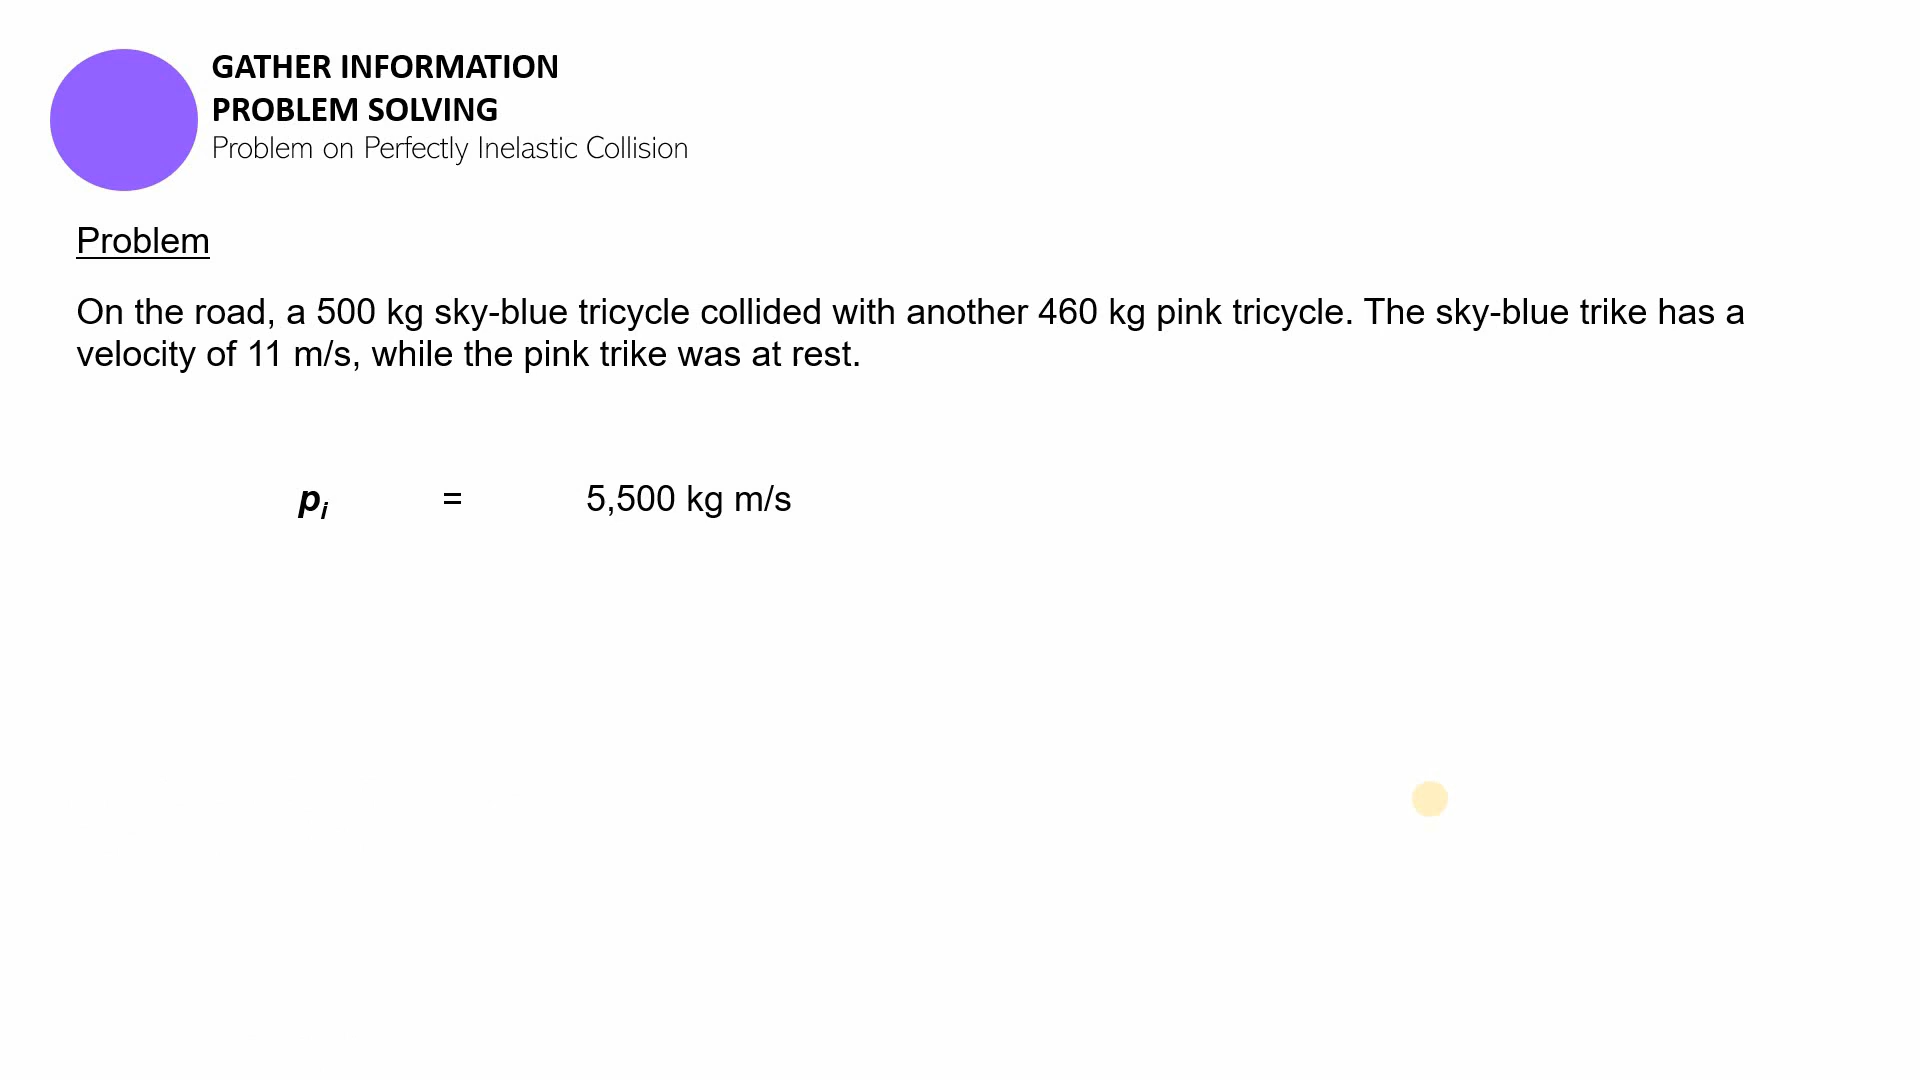 GATHER INFORMATION
PROBLEM SOLVING
Problem on Perfectly Inelastic Collision
Problem
On the road, a 500 kg sky-blue tricycle collided with another 460 kg pink tricycle. The sky-blue trike has a
velocity of 11 m/s, while the pink trike was at rest.
pᵢ = 5,500 kg m/s